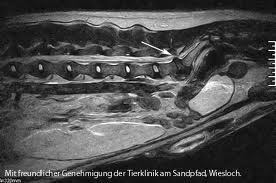 Mit freundlicher Genehmigung der Tierklinik am Sandpfad, Wiesloch.